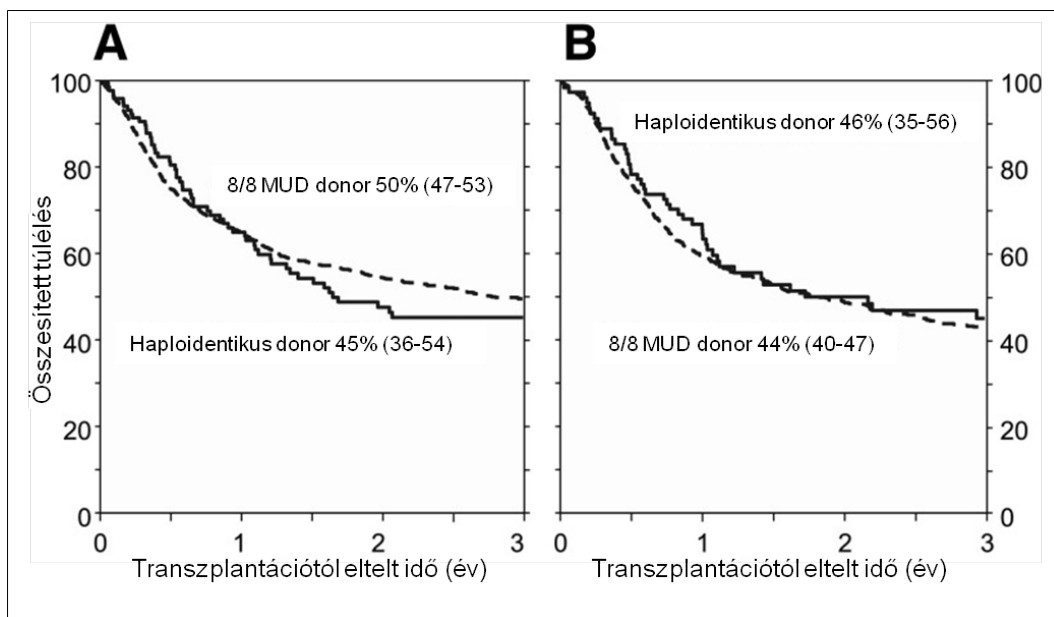 A
B
Összesített túlélés
100
80
60
40
20
0
8/8 MUD donor 50% (47-53)
Haploidentikus donor 45% (36-54)
0 1 2 3
Transzplantációtól eltelt idő (év)
Haploidentikus donor 46% (35-56)
8/8 MUD donor 44% (40-47)
100
80
60
40
20
0
0 1 2 3
Transzplantációtól eltelt idő (év)